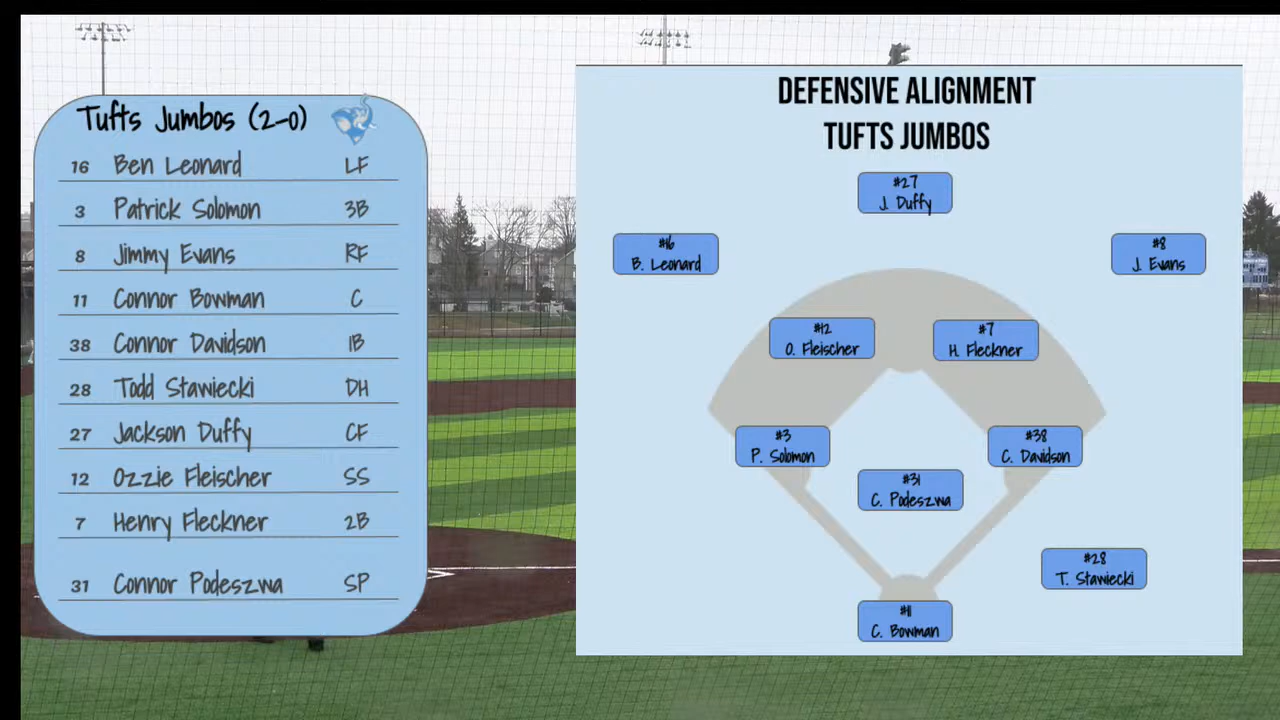 Tufts Jumbos (2-0)
16 Ben Leonard LF
3 Patrick Solomon 3B
8 Jimmy Evans RF
11 Connor Bowman C
38 Connor Davidson 1B
28 Todd Stawiecki DH
27 Jackson Duffy CF
12 Ozzie Fleischer SS
7 Henry Fleckner 2B
31 Connor Podeszwa SP
DEFENSIVE ALIGNMENT
TUFTS JUMBOS
#27
J. Duffy
#16
B. Leonard
#8
J. Evans
#12
O. Fleischer
#7
H. Fleckner
#3
P. Solomon
#38
C. Davidson
#31
C. Podeszwa
#28
T. Stawiecki
#11
C. Bowman